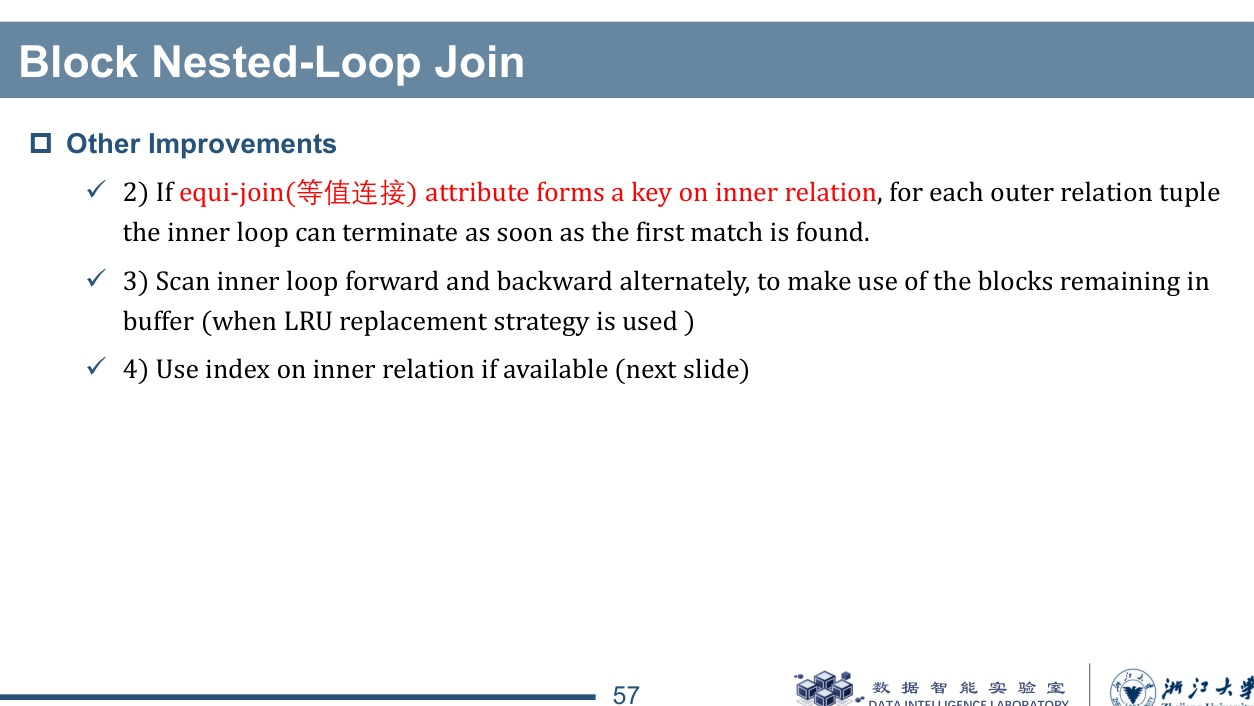 Block Nested-Loop Join
Other Improvements
2) If equi-join(等值连接) attribute forms a key on inner relation, for each outer relation tuple
the inner loop can terminate as soon as the first match is found.
3) Scan inner loop forward and backward alternately, to make use of the blocks remaining in
buffer (when LRU replacement strategy is used )
4) Use index on inner relation if available (next slide)
57
数据智能实验室
DATA INTELLIGENCE LABORATORY
浙江大学